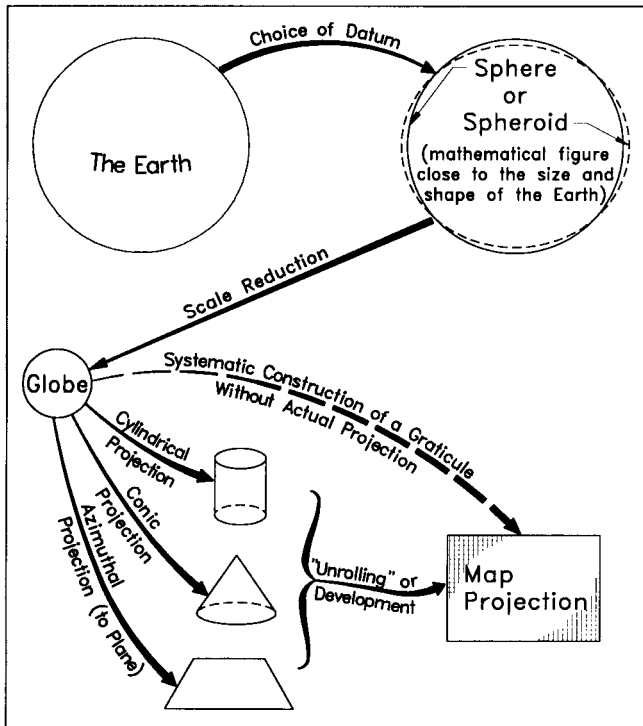 Choice of Datum
The Earth
Sphere
or
Spheroid
(mathematical figure
close to the size and
shape of the Earth)
Scale Reduction
Globe
Systematic Construction of a Graticule
Without Actual Projection
Cylindrical
Projection
Conic
Projection
Azimuthal
Projection (to Plane)
"Unrolling" or
Development
Map
Projection